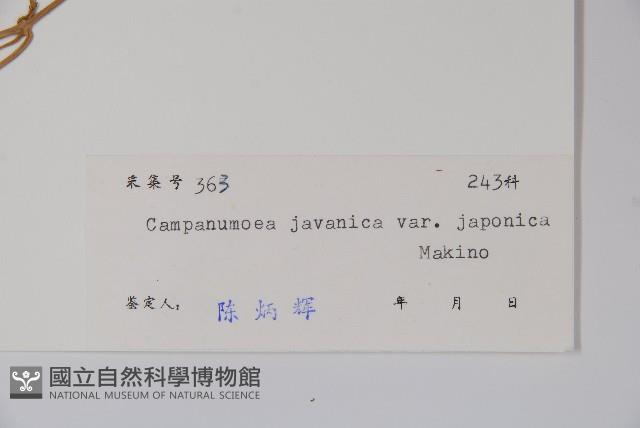 采集号 363 243科
Campanumoea javanica var. japonica
Makino
鉴定人: 陈炳辉 年 月 日
國立自然科學博物館
NATIONAL MUSEUM OF NATURAL SCIENCE